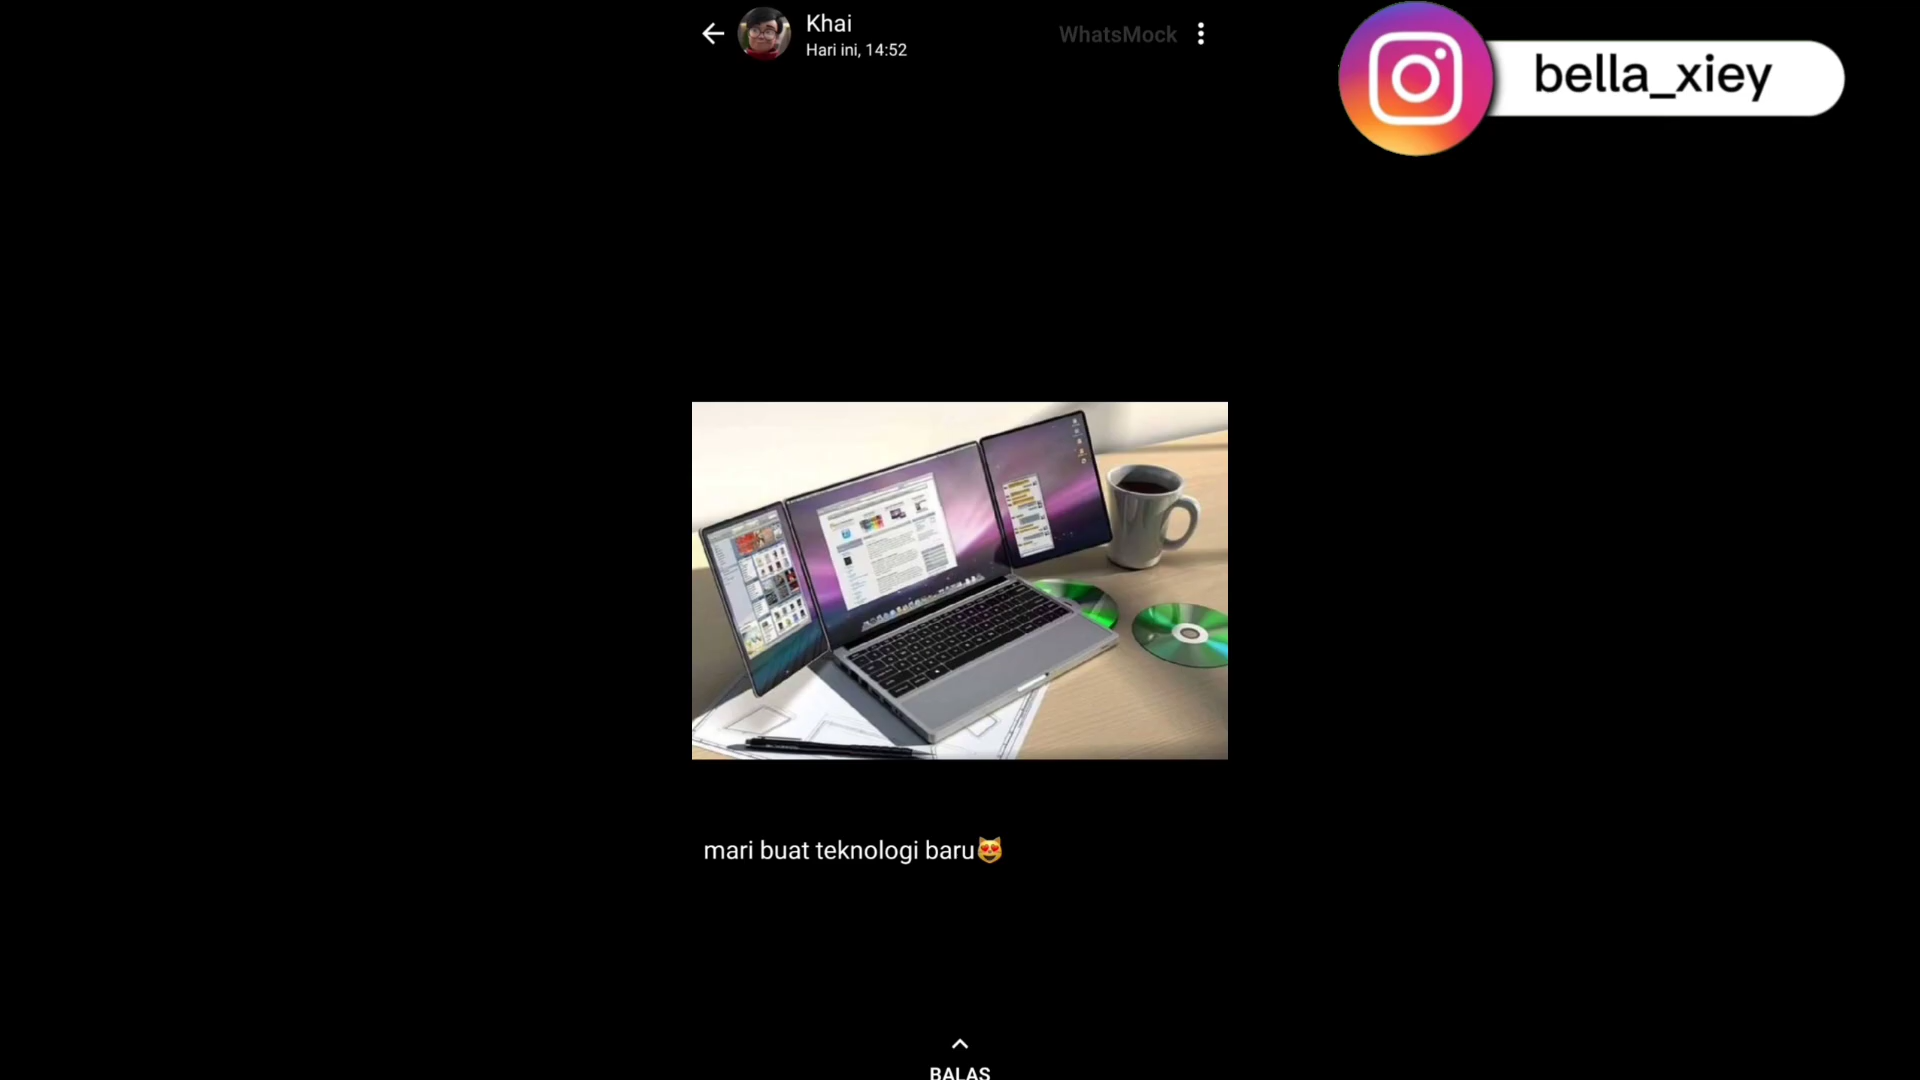 Khai
Hari ini, 14:52
WhatsMock
bella_xiey
mari buat teknologi baru😻
BALAS